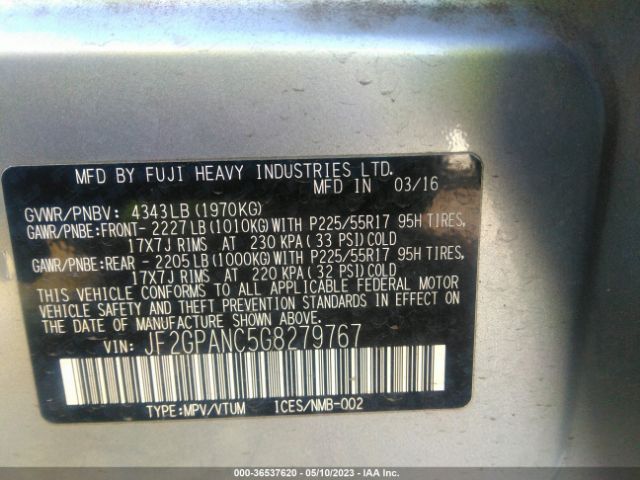 MFD BY FUJI HEAVY INDUSTRIES LTD.
MFD IN 03/16
GVWR/PNBV: 4343LB(1970KG)
GAWR/PNBE:FRONT- 2227LB(1010KG)WITH P225/55R17 95H TIRES,
17X7J RIMS AT 230 KPA( 33 PSI)COLD
GAWR/PNBE:REAR - 2205LB(1000KG)WITH P225/55R17 95H TIRES,
17X7J RIMS AT 220 KPA( 32 PSI)COLD
THIS VEHICLE CONFORMS TO ALL APPLICABLE FEDERAL MOTOR
VEHICLE SAFETY AND THEFT PREVENTION STANDARDS IN EFFECT
ON THE DATE OF MANUFACTURE SHOWN ABOVE.
VIN: JF2GPANC5G8279767
TYPE:MPV/VTUM ICES/NMB-002
000-36537620 - 05/10/2023 - IAA Inc.